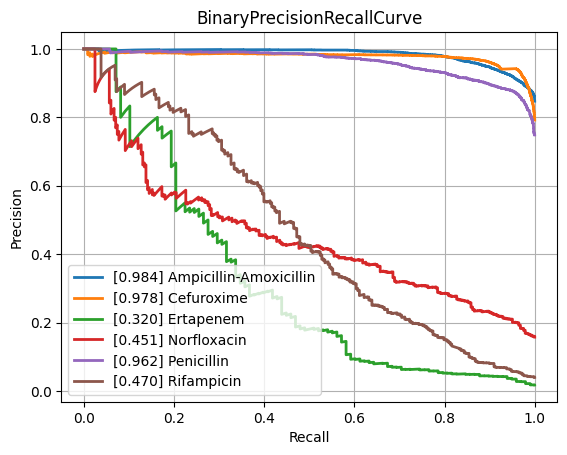 BinaryPrecisionRecallCurve
1.0
0.8
0.6
0.4
0.2
0.0
Precision
[0.984] Ampicillin-Amoxicillin
[0.978] Cefuroxime
[0.320] Ertapenem
[0.451] Norfloxacin
[0.962] Penicillin
[0.470] Rifampicin
0.0 0.2 0.4 0.6 0.8 1.0
Recall